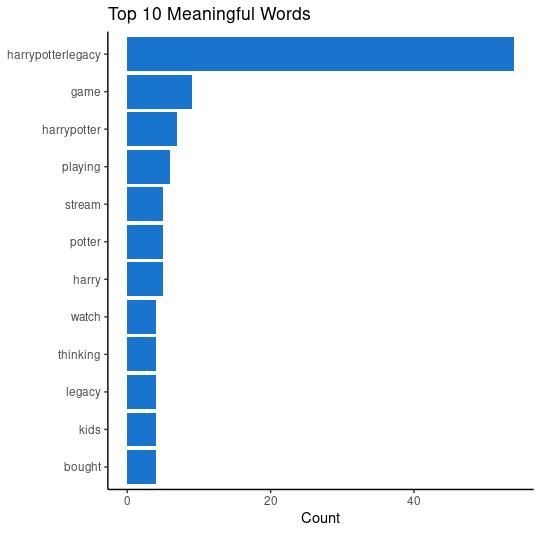 Top 10 Meaningful Words
harrypotterlegacy
game
harrypotter
playing
stream
potter
harry
watch
thinking
legacy
kids
bought
0 20 40
Count